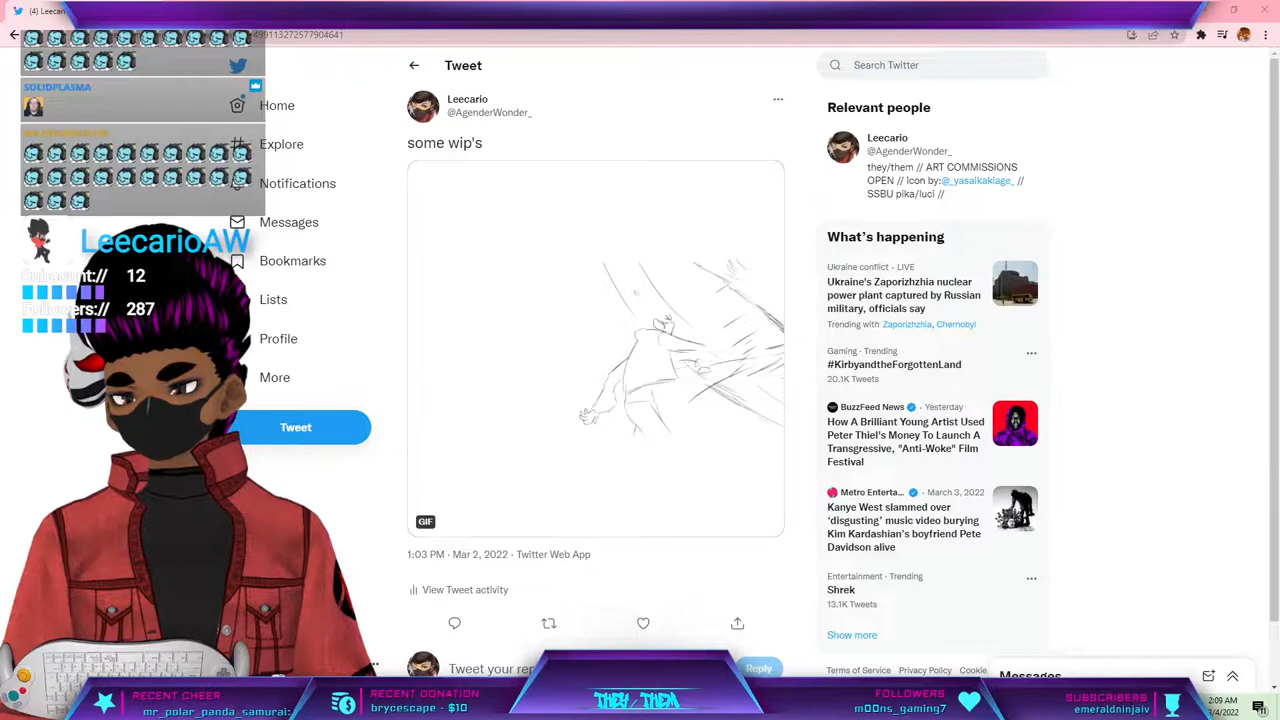 (4) Leecari
499113272577904641
SOLIDPLASMA
LeecarioAW
Subcount// 12
Followers// 287
Home
Explore
Notifications
Messages
Bookmarks
Lists
Profile
More
Tweet
Tweet
Leecario
@AgenderWonder_
some wip's
GIF
1:03 PM · Mar 2, 2022 · Twitter Web App
View Tweet activity
Tweet your rep
Reply
Search Twitter
Relevant people
Leecario
@AgenderWonder_
they/them // ART COMMISSIONS
OPEN // icon by:@_yasaikakiage_ //
SSBU pika/luci //
What's happening
Ukraine conflict · LIVE
Ukraine's Zaporizhzhia nuclear
power plant captured by Russian
military, officials say
Trending with Zaporizhzhia, Chernobyl
Gaming · Trending
#KirbyandtheForgottenLand
20.1K Tweets
BuzzFeed News · Yesterday
How A Brilliant Young Artist Used
Peter Thiel's Money To Launch A
Transgressive, "Anti-Woke" Film
Festival
Metro Enterta... · March 3, 2022
Kanye West slammed over
'disgusting' music video burying
Kim Kardashian's boyfriend Pete
Davidson alive
Entertainment · Trending
Shrek
13.1K Tweets
Show more
Terms of Service Privacy Policy Cookie
Messages
RECENT CHEER
mr_polar_panda_samurai:
RECENT DONATION
brycescape - $10
THEY/THEM
FOLLOWERS
m00ns_gaming7
SUBSCRIBERS
emeraldninjaiv
2:09 AM
3/4/2022